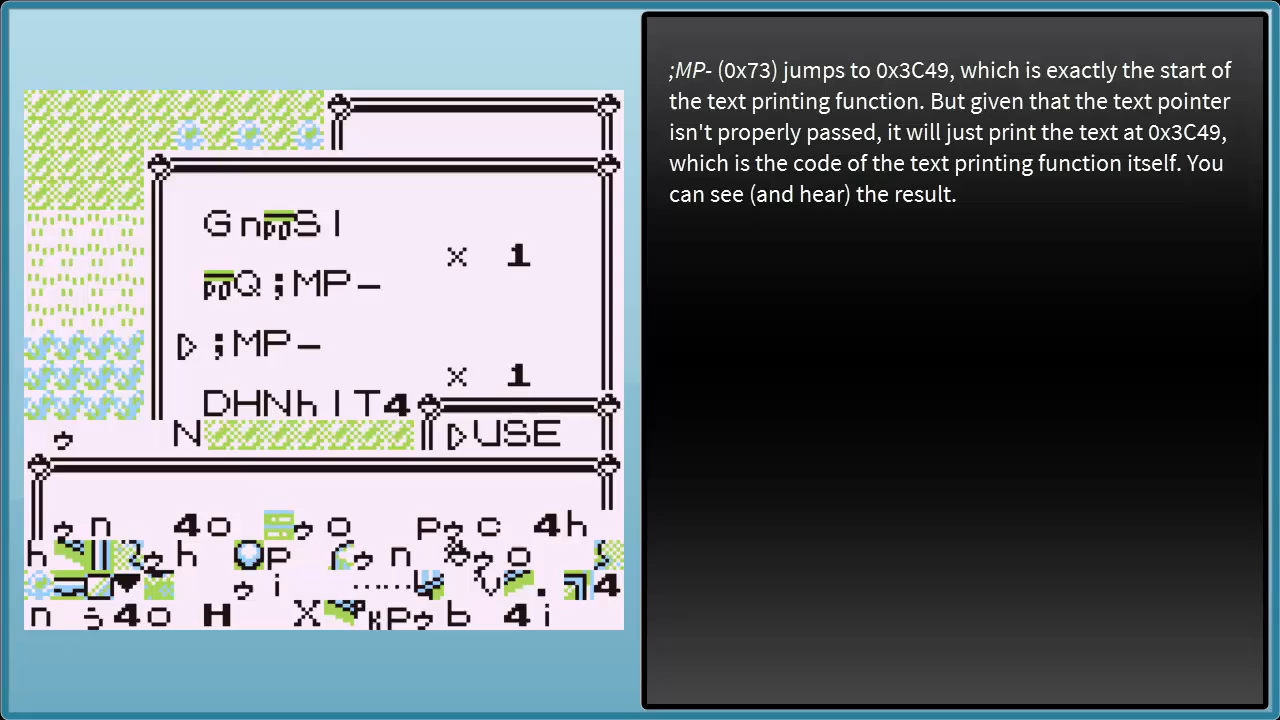 ;MP- (0x73) jumps to 0x3C49, which is exactly the start of
the text printing function. But given that the text pointer
isn't properly passed, it will just print the text at 0x3C49,
which is the code of the text printing function itself. You
can see (and hear) the result.
× 1
Q;MP-
▷;MP-
× 1
DHNhIT4
N
▷USE